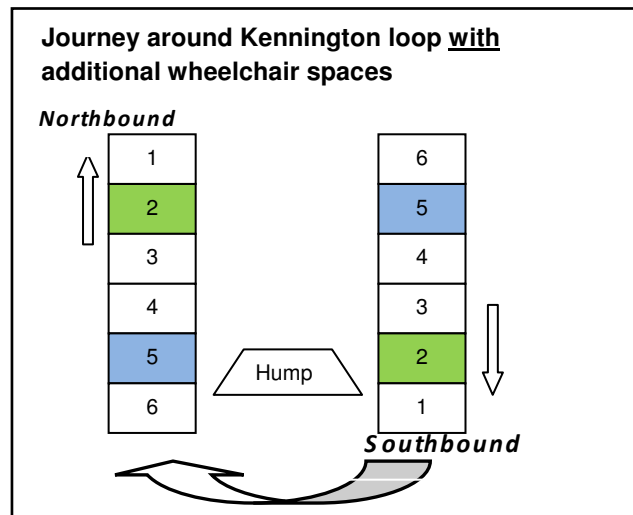 Journey around Kennington loop with
additional wheelchair spaces
Northbound
1
2
3
4
5
6
6
5
4
3
2
1
Hump
Southbound